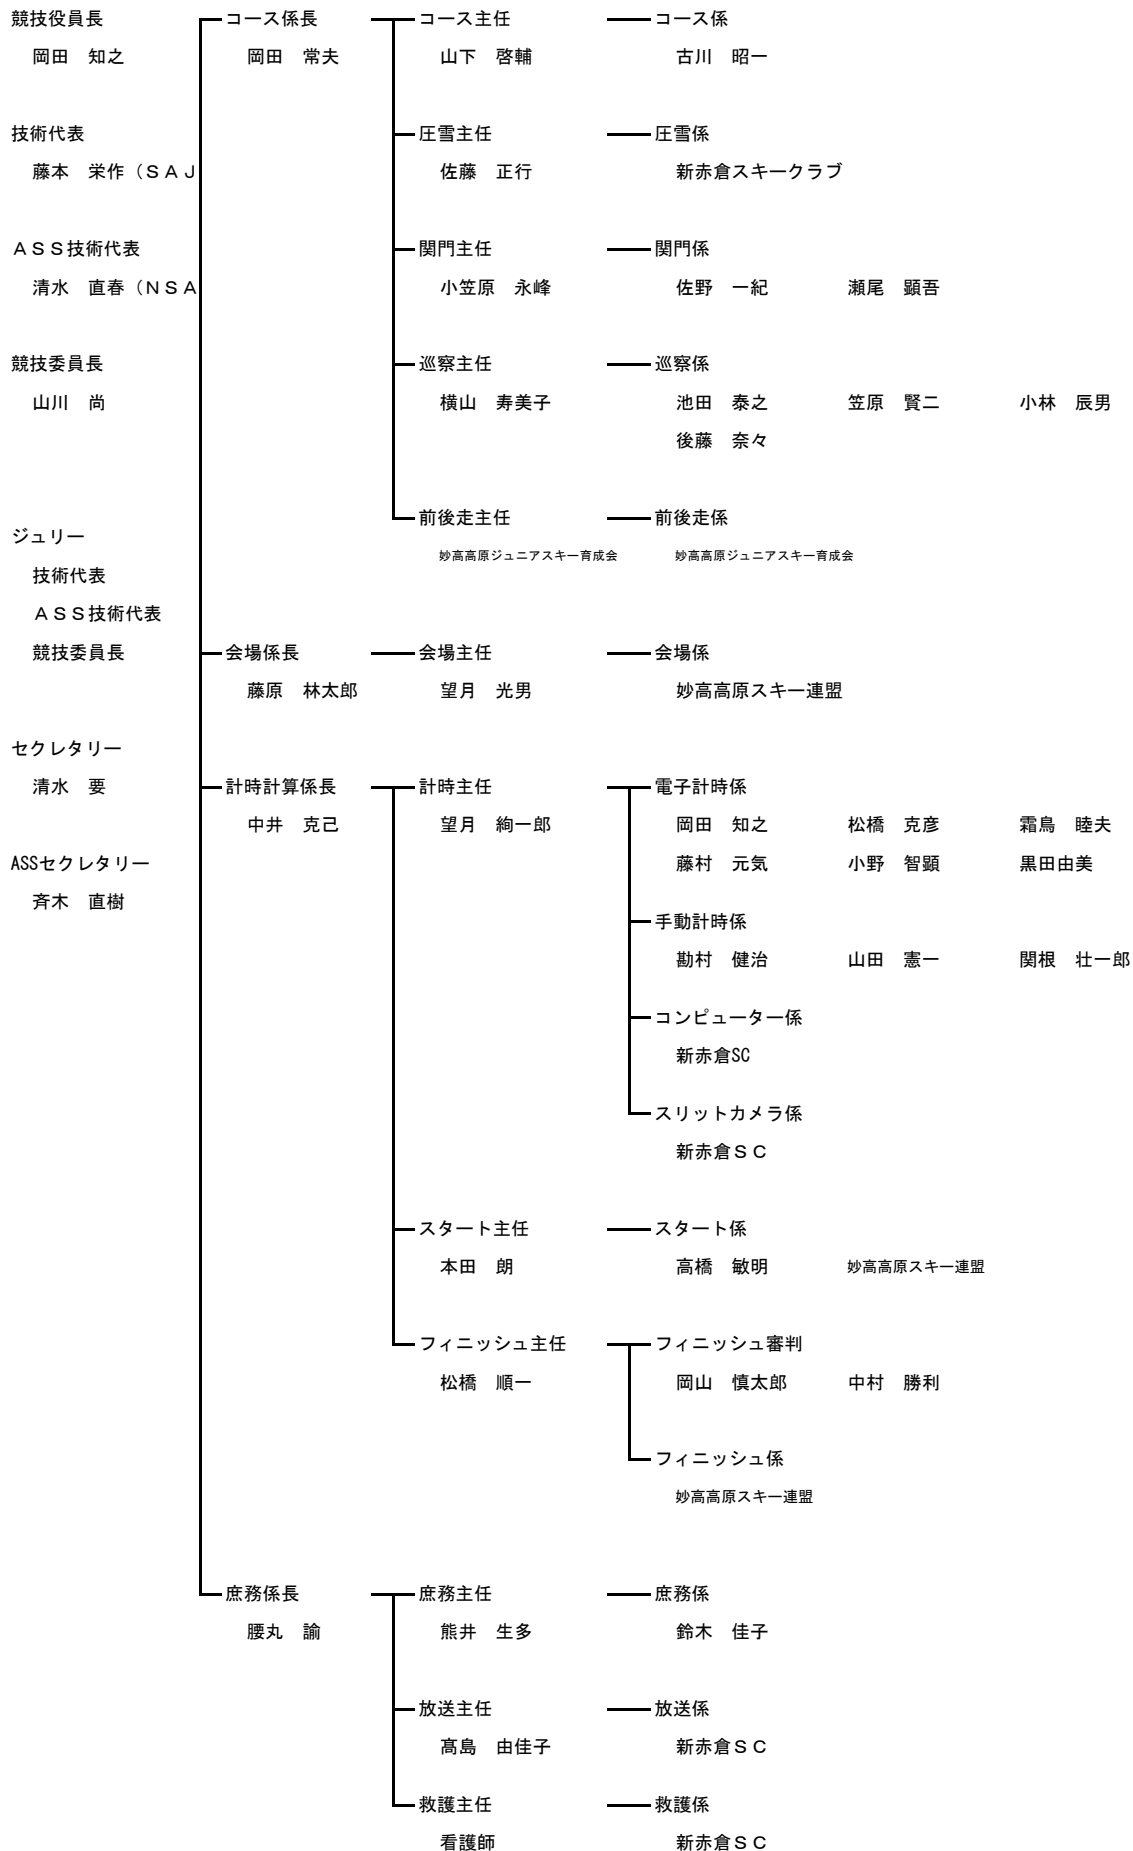 競技役員長　コース係長　コース主任　コース係
岡田　知之　岡田　常夫　山下　啓輔　古川　昭一
技術代表　圧雪主任　圧雪係
藤本　栄作（ＳＡＪ　佐藤　正行　新赤倉スキークラブ
ＡＳＳ技術代表　関門主任　関門係
清水　直春（ＮＳＡ　小笠原　永峰　佐野　一紀　瀬尾　顕吾
競技委員長　巡察主任　巡察係
山川　尚　横山　寿美子　池田　泰之　笠原　賢二　小林　辰男
後藤　奈々
前後走主任　前後走係
ジュリー
妙高高原ジュニアスキー育成会　妙高高原ジュニアスキー育成会
技術代表
ＡＳＳ技術代表
競技委員長　会場係長　会場主任　会場係
藤原　林太郎　望月　光男　妙高高原スキー連盟
セクレタリー
清水　要　計時計算係長　計時主任　電子計時係
中井　克己　望月　絢一郎　岡田　知之　松橋　克彦　霜鳥　睦夫
ASSセクレタリー　藤村　元気　小野　智顕　黒田由美
斉木　直樹
手動計時係
勘村　健治　山田　憲一　関根　壮一郎
コンピューター係
新赤倉SC
スリットカメラ係
新赤倉ＳＣ
スタート主任　スタート係
本田　朗　高橋　敏明　妙高高原スキー連盟
フィニッシュ主任　フィニッシュ審判
松橋　順一　岡山　慎太郎　中村　勝利
フィニッシュ係
妙高高原スキー連盟
庶務係長　庶務主任　庶務係
腰丸　諭　熊井　生多　鈴木　佳子
放送主任　放送係
髙島　由佳子　新赤倉ＳＣ
救護主任　救護係
看護師　新赤倉ＳＣ